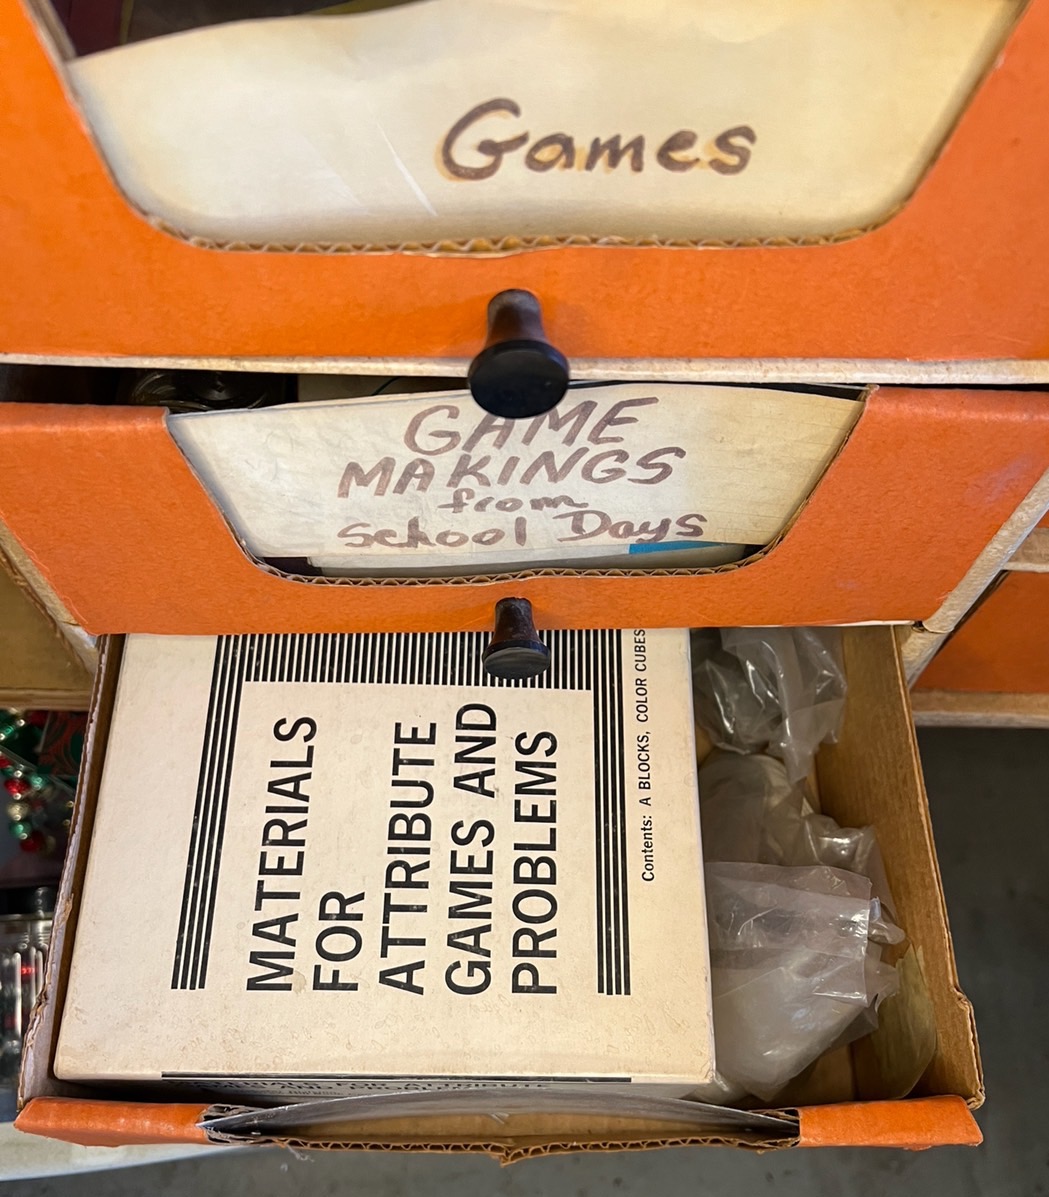 Games
GAME
MAKINGS
from
School Days
MATERIALS
FOR
ATTRIBUTE
GAMES AND
PROBLEMS
Contents: A BLOCKS, COLOR CUBES